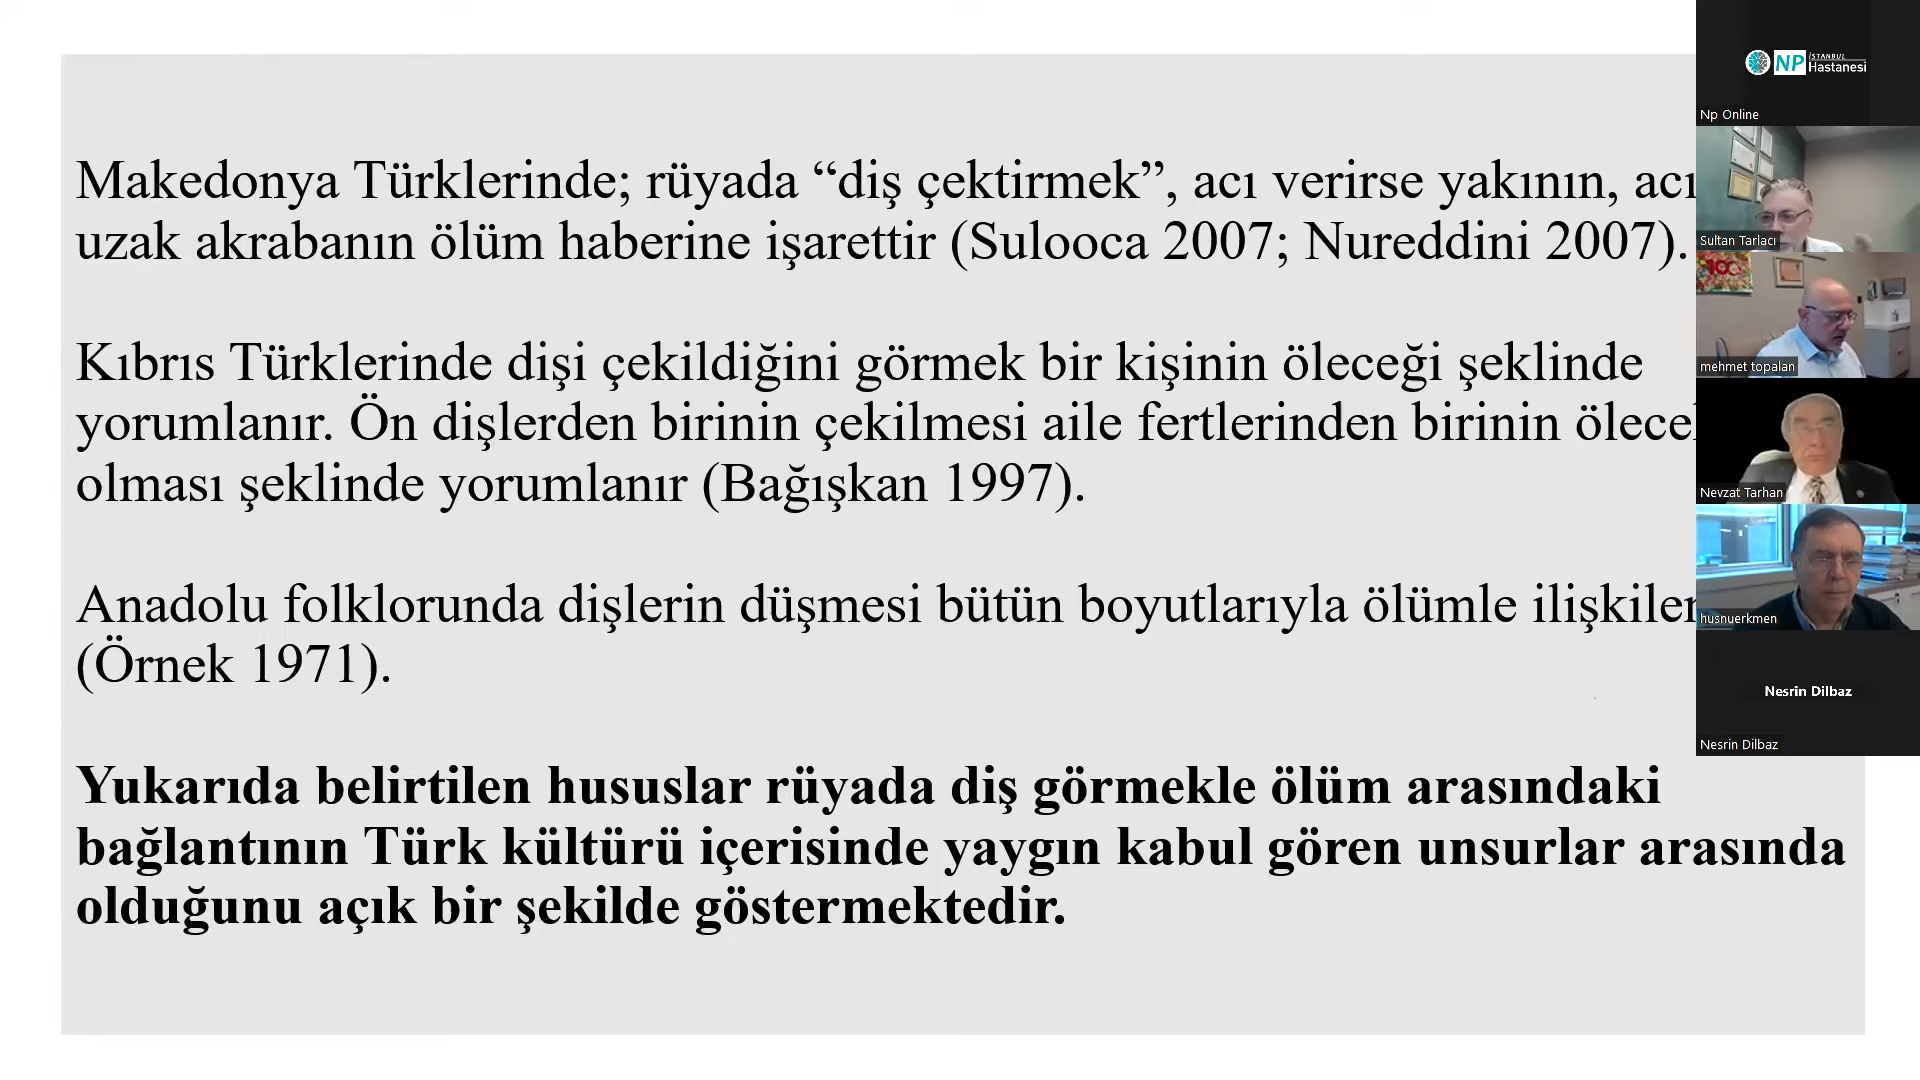 Makedonya Türklerinde; rüyada “diş çektirmek”, acı verirse yakının, acı
uzak akrabanın ölüm haberine işarettir (Sulooca 2007; Nureddini 2007).
Kıbrıs Türklerinde dişi çekildiğini görmek bir kişinin öleceği şeklinde
yorumlanır. Ön dişlerden birinin çekilmesi aile fertlerinden birinin
olması şeklinde yorumlanır (Bağışkan 1997).
Anadolu folklorunda dişlerin düşmesi bütün boyutlarıyla ölümle
(Örnek 1971).
Yukarıda belirtilen hususlar rüyada diş görmekle ölüm arasındaki
bağlantının Türk kültürü içerisinde yaygın kabul gören unsurlar arasında
olduğunu açık bir şekilde göstermektedir.
NP İSTANBUL Hastanesi
Np Online
Sultan Tarlacı
mehmet topalan
Nevzat Tarhan
husnuerkmen
Nesrin Dilbaz
Nesrin Dilbaz